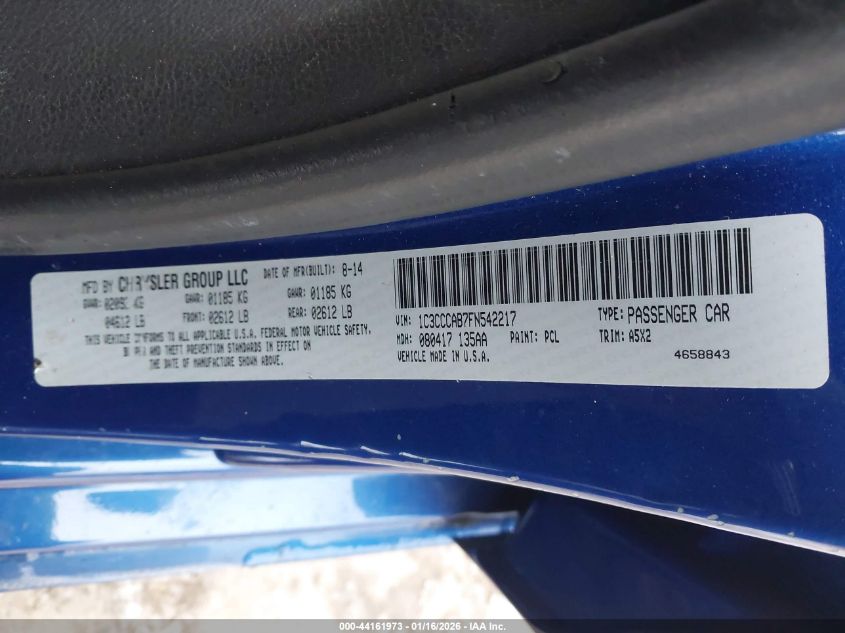 MFD BY CHRYSLER GROUP LLC DATE OF MFR(BUILT): 8-14
GAWR: 01185 KG GAWR: 01185 KG
04612 LB FRONT: 02612 LB REAR: 02612 LB
THIS VEHICLE CONFORMS TO ALL APPLICABLE U.S.A. FEDERAL MOTOR VEHICLE SAFETY,
AND THEFT PREVENTION STANDARDS IN EFFECT ON
THE DATE OF MANUFACTURE SHOWN ABOVE.
VIN: 1C3CCCAB7FN542217 TYPE: PASSENGER CAR
MDH: 080417 135AA PAINT: PCL TRIM: A5X2
VEHICLE MADE IN U.S.A. 4658843
000-44161973 - 01/16/2026 - IAA Inc.